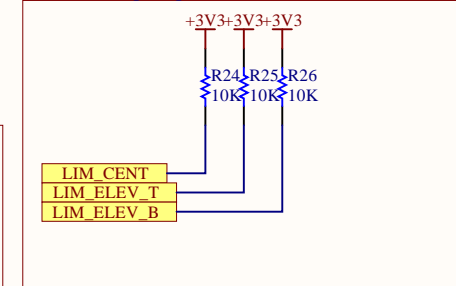 +3V3 +3V3 +3V3
R24 R25 R26
10K 10K 10K
LIM_CENT
LIM_ELEV_T
LIM_ELEV_B